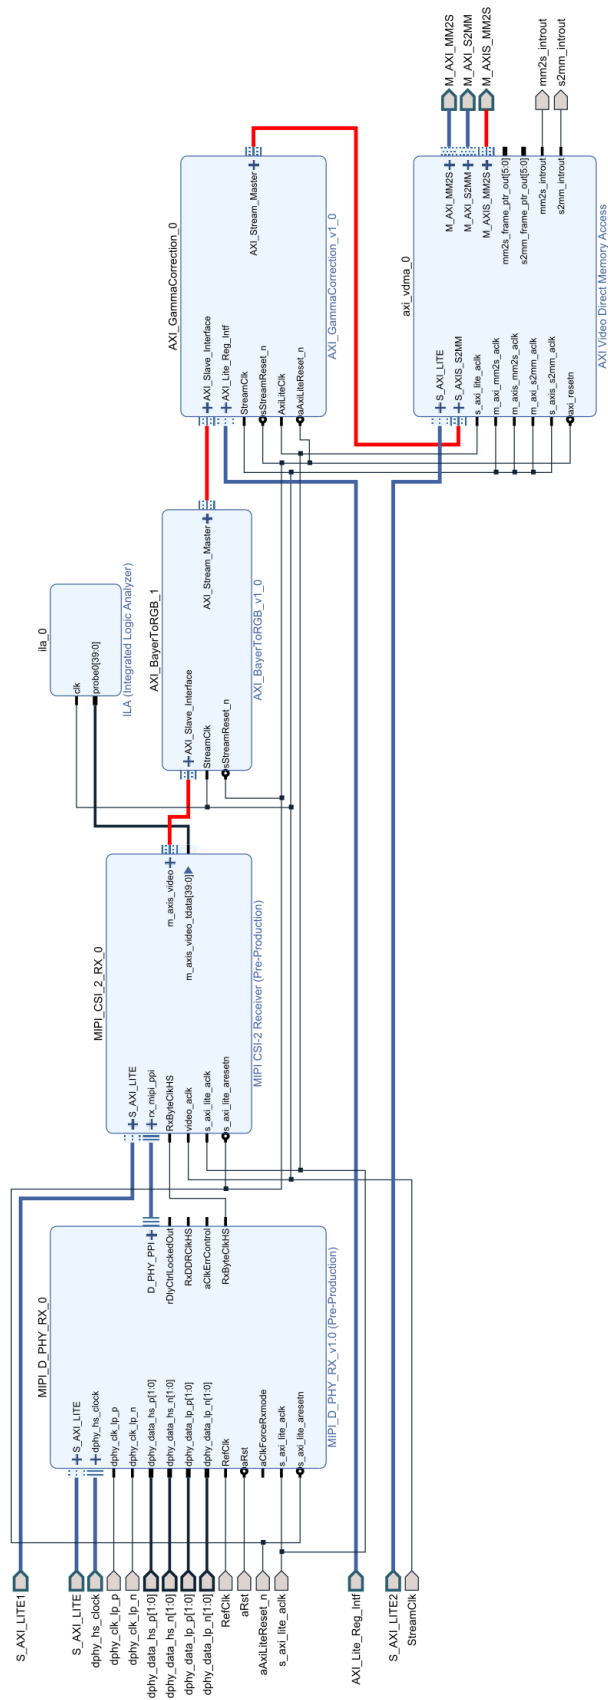 S_AXI_LITE1
S_AXI_LITE
dphy_hs_clock
dphy_clk_lp_p
dphy_clk_lp_n
dphy_data_hs_p[1:0]
dphy_data_hs_n[1:0]
dphy_data_lp_p[1:0]
dphy_data_lp_n[1:0]
RefClk
aRst
aAxiLiteReset_n
s_axi_lite_aclk
AXI_Lite_Reg_Intf
S_AXI_LITE2
StreamClk
MIPI_D_PHY_RX_0
S_AXI_LITE
dphy_hs_clock
dphy_clk_lp_p
dphy_clk_lp_n
dphy_data_hs_p[1:0]
dphy_data_hs_n[1:0]
dphy_data_lp_p[1:0]
dphy_data_lp_n[1:0]
RefClk
aRst
aClkForceRxmode
s_axi_lite_aclk
s_axi_lite_aresetn
D_PHY_PPI
rDlyCtrlLockedOut
RxDDRClkHS
aClkErrControl
RxByteClkHS
MIPI_D_PHY_RX_v1.0 (Pre-Production)
MIPI_CSI_2_RX_0
S_AXI_LITE
rx_mipi_ppi
RxByteClkHS
video_aclk
s_axi_lite_aclk
s_axi_lite_aresetn
m_axis_video
m_axis_video_tdata[39:0]
MIPI CSI-2 Receiver (Pre-Production)
ila_0
clk
probe0[39:0]
ILA (Integrated Logic Analyzer)
AXI_BayerToRGB_1
AXI_Slave_Interface
StreamClk
sStreamReset_n
AXI_Stream_Master
AXI_BayerToRGB_v1_0
AXI_GammaCorrection_0
AXI_Slave_Interface
AXI_Lite_Reg_Intf
StreamClk
sStreamReset_n
AxiLiteClk
aAxiLiteReset_n
AXI_Stream_Master
AXI_GammaCorrection_v1_0
axi_vdma_0
S_AXI_LITE
S_AXIS_S2MM
s_axi_lite_aclk
m_axi_mm2s_aclk
m_axis_mm2s_aclk
m_axi_s2mm_aclk
s_axis_s2mm_aclk
axi_resetn
M_AXI_MM2S
M_AXI_S2MM
M_AXIS_MM2S
mm2s_frame_ptr_out[5:0]
s2mm_frame_ptr_out[5:0]
mm2s_introut
s2mm_introut
AXI Video Direct Memory Access
M_AXI_MM2S
M_AXI_S2MM
M_AXIS_MM2S
mm2s_introut
s2mm_introut